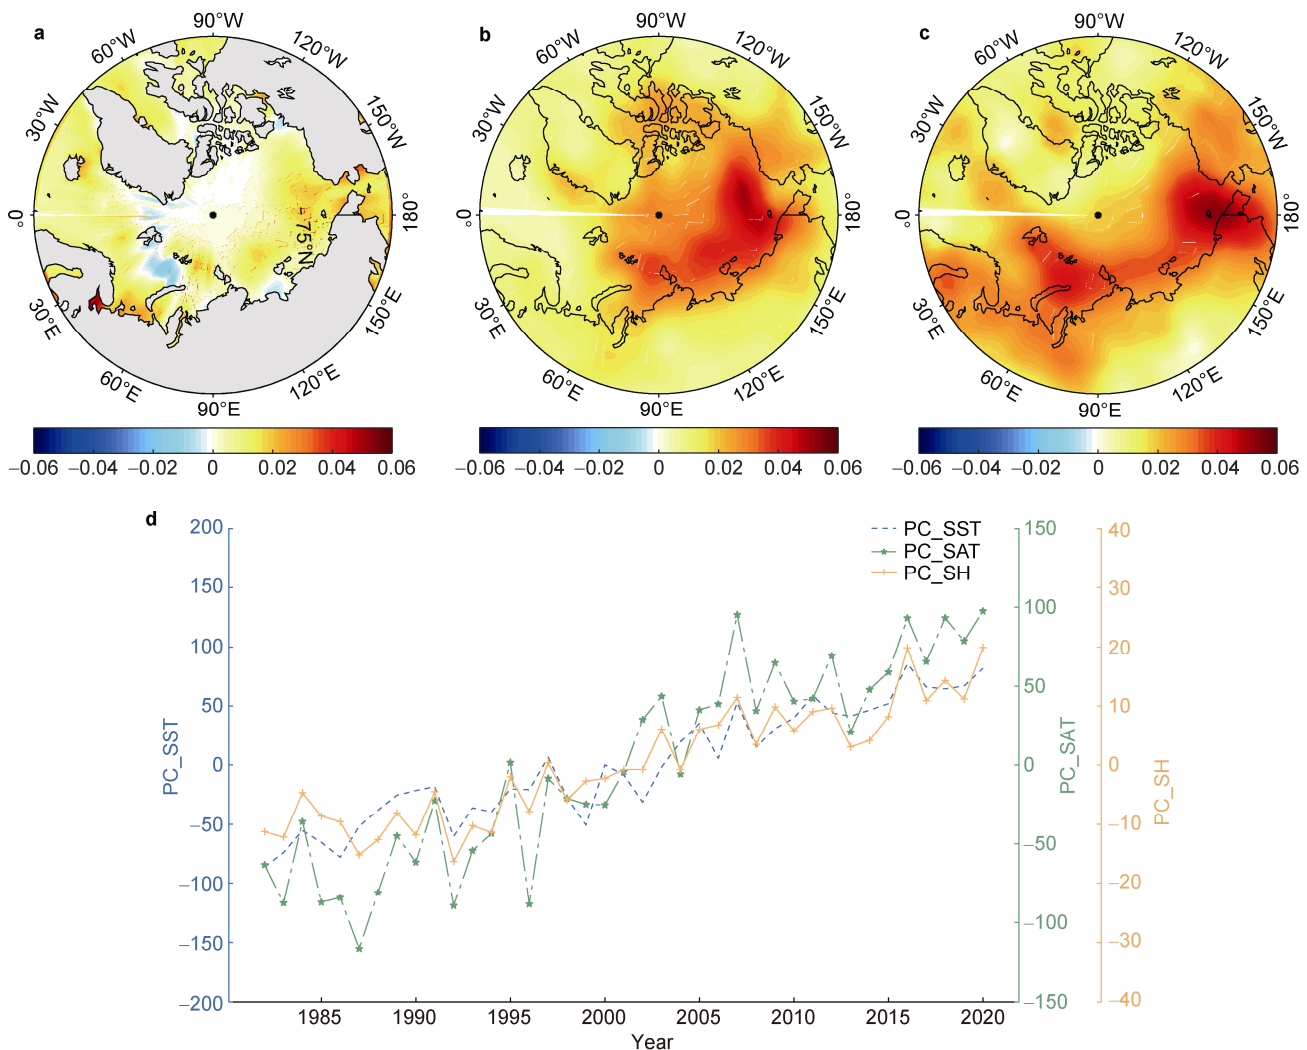 a
90°W
60°W
120°W
30°W
150°W
0°
180°
75°N
30°E
150°E
60°E
120°E
90°E
−0.06 −0.04 −0.02 0 0.02 0.04 0.06
b
90°W
60°W
120°W
30°W
150°W
0°
180°
30°E
150°E
60°E
120°E
90°E
−0.06 −0.04 −0.02 0 0.02 0.04 0.06
c
90°W
60°W
120°W
30°W
150°W
0°
180°
30°E
150°E
60°E
120°E
90°E
−0.06 −0.04 −0.02 0 0.02 0.04 0.06
d
PC_SST
200
150
100
50
0
−50
−100
−150
−200
PC_SST
PC_SAT
PC_SH
150
100
50
0
−50
−100
−150
PC_SAT
40
30
20
10
0
−10
−20
−30
−40
PC_SH
1985 1990 1995 2000 2005 2010 2015 2020
Year